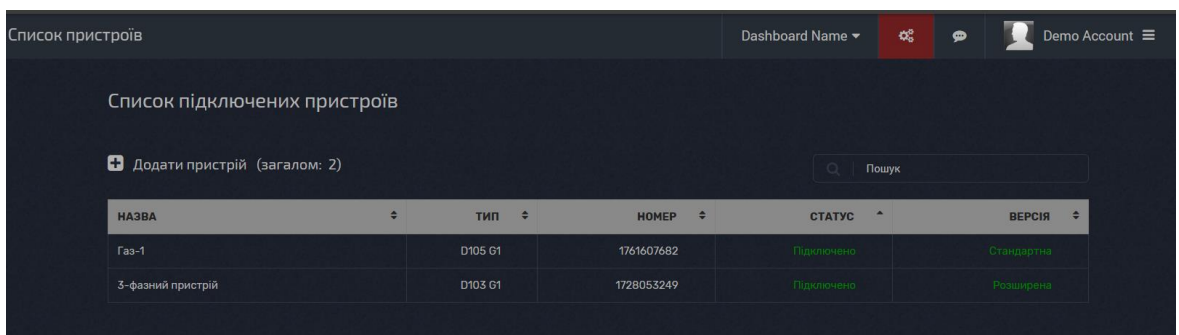 Список пристроїв Dashboard Name Demo Account
Список підключених пристроїв
Додати пристрій (загалом: 2) Пошук
НАЗВА ТИП НОМЕР СТАТУС ВЕРСІЯ
Газ-1 D105 G1 1761607682 Підключено Стандартна
3-фазний пристрій D103 G1 1728053249 Підключено Розширена